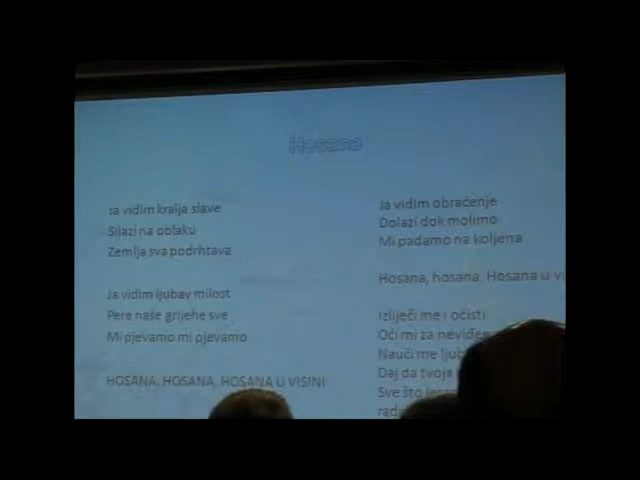 Hosana
Ja vidim kralja slave
Silazi na oblaku
Zemlja sva podrhtava
Ja vidim ljubav milost
Pere naše grijehe sve
Mi pjevamo mi pjevamo
HOSANA, HOSANA, HOSANA U VISINI
Ja vidim obraćenje
Dolazi dok molimo
Mi padamo na koljena
Hosana, hosana, Hosana u vi
Izliječi me i očisti
Oči mi za neviđe
Nauči me ljub
Daj da tvoja
Sve što
rad